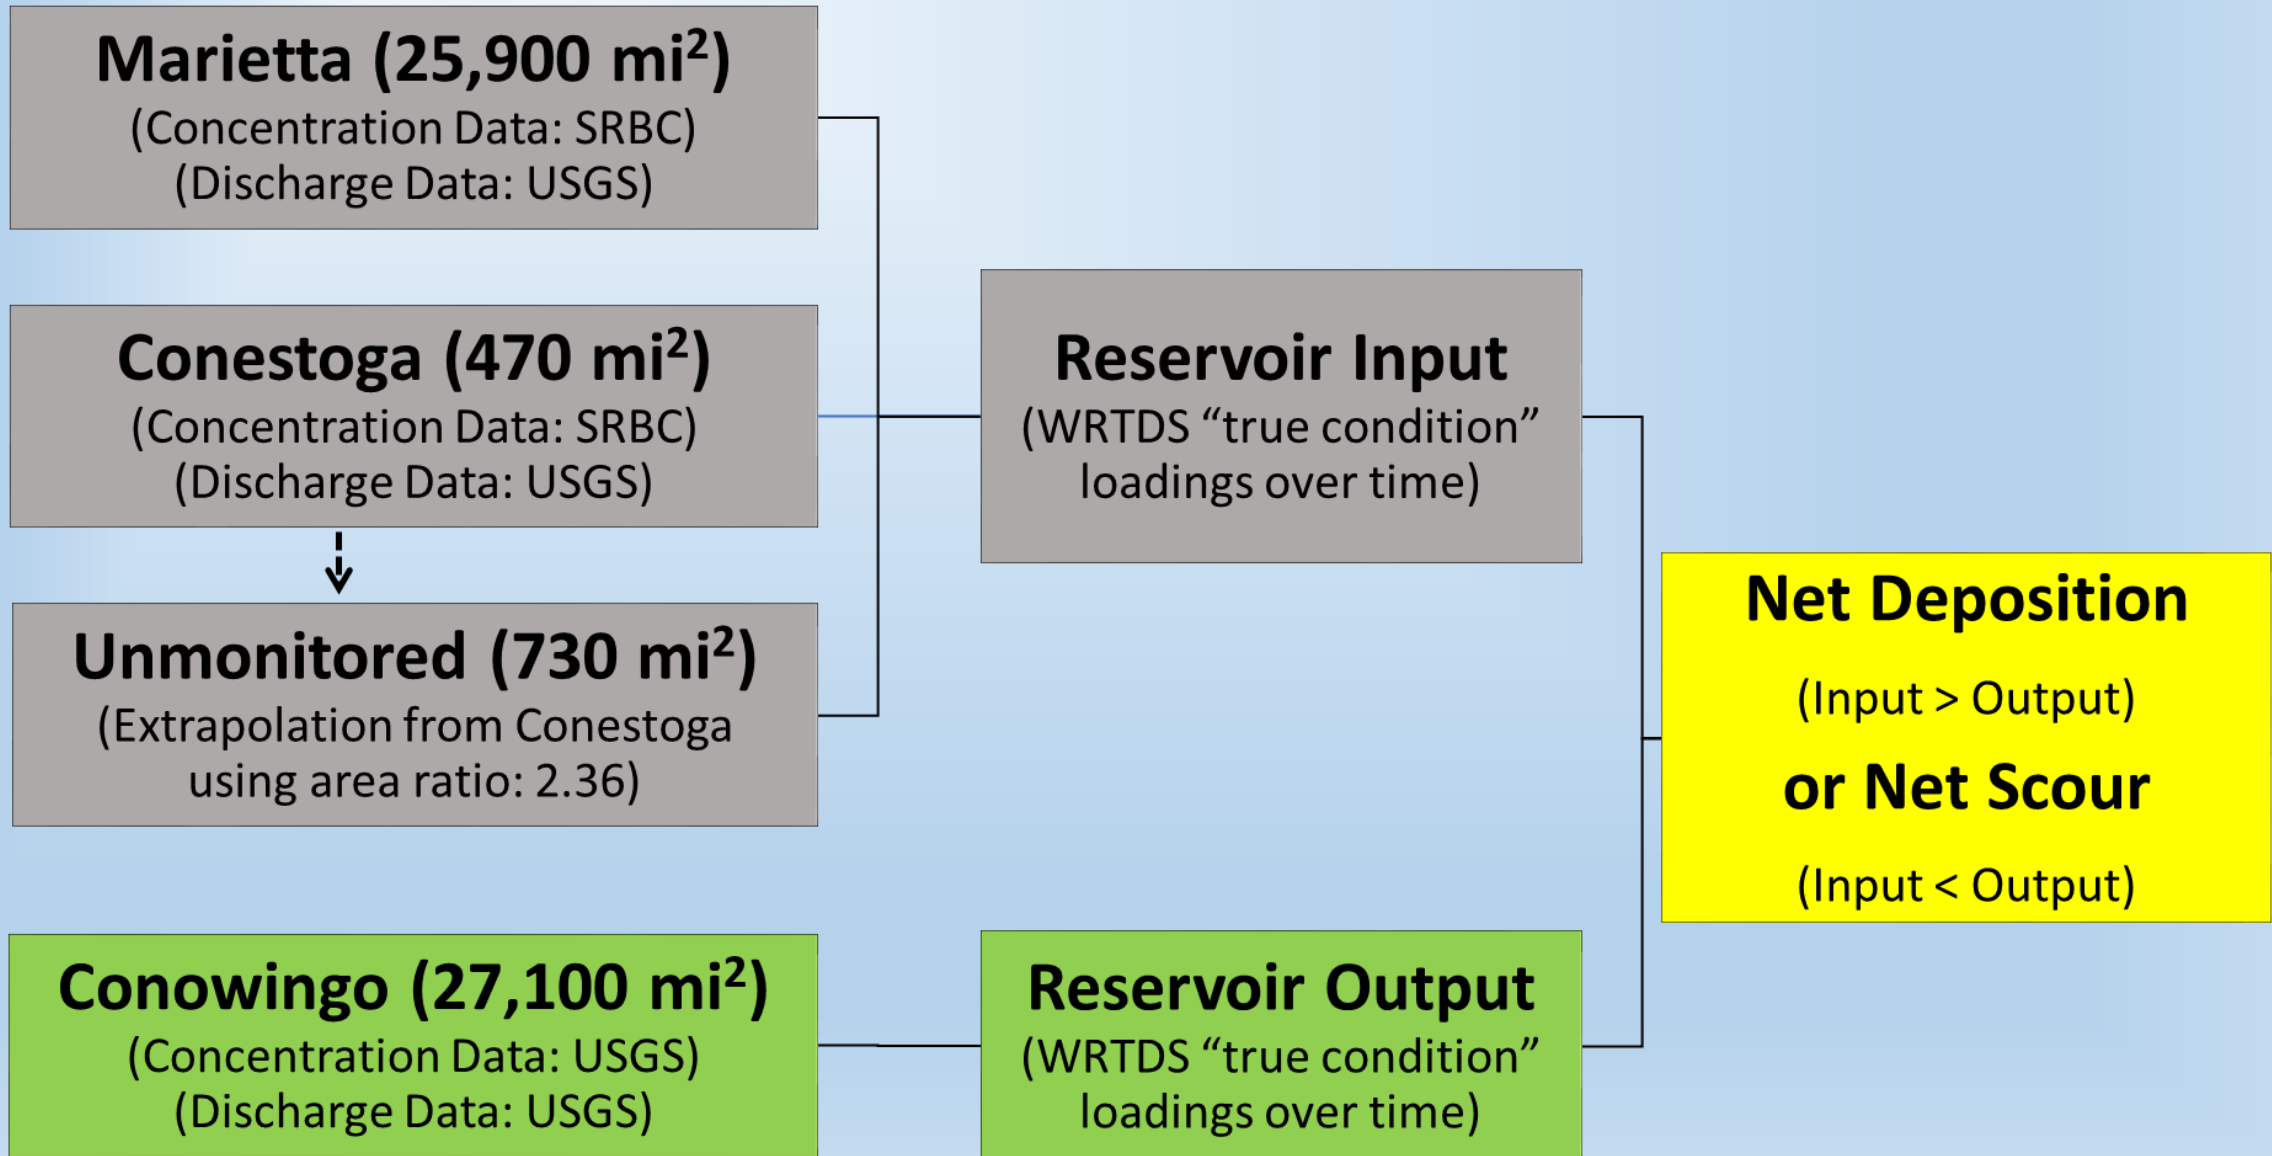 Marietta (25,900 mi²)
(Concentration Data: SRBC)
(Discharge Data: USGS)
Conestoga (470 mi²)
(Concentration Data: SRBC)
(Discharge Data: USGS)
Unmonitored (730 mi²)
(Extrapolation from Conestoga
using area ratio: 2.36)
Conowingo (27,100 mi²)
(Concentration Data: USGS)
(Discharge Data: USGS)
Reservoir Input
(WRTDS “true condition”
loadings over time)
Reservoir Output
(WRTDS “true condition”
loadings over time)
Net Deposition
(Input > Output)
or Net Scour
(Input < Output)